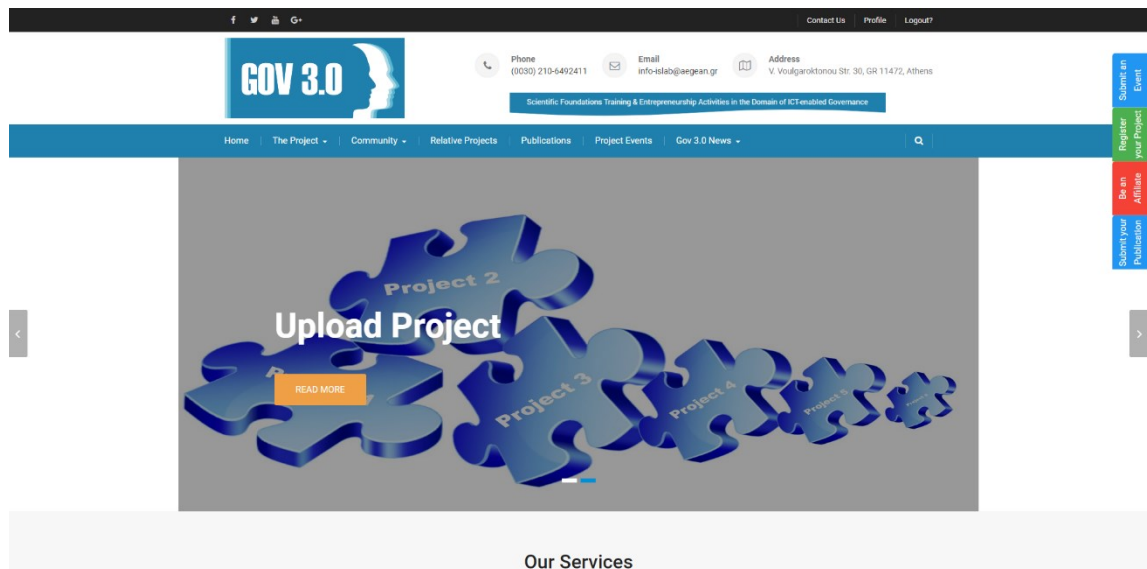 Contact Us Profile Logout?
GOV 3.0
Phone
(0030) 210-6492411
Email
info-islab@aegean.gr
Address
V. Voulgaroktonou Str. 30, GR 11472, Athens
Scientific Foundations Training & Entrepreneurship Activities in the Domain of ICT-enabled Governance
Home The Project Community Relative Projects Publications Project Events Gov 3.0 News
Submit an
Event
Register
your Project
Be an
Affiliate
Submit your
Publication
Project 2
Upload Project
READ MORE
Project 3
Project 4
Project 5
Our Services